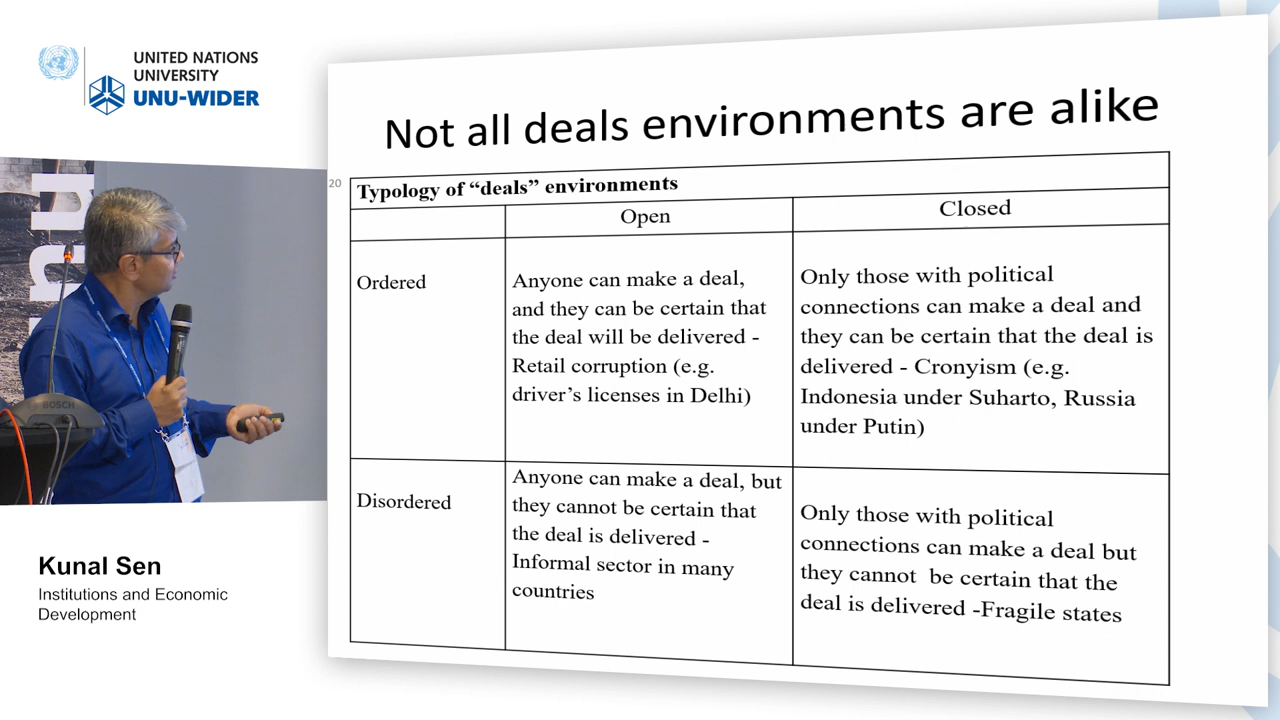 UNITED NATIONS
UNIVERSITY
UNU-WIDER
Kunal Sen
Institutions and Economic
Development
BOSCH
20
Not all deals environments are alike
Typology of “deals” environments
Open
Closed
Ordered
Anyone can make a deal,
and they can be certain that
the deal will be delivered -
Retail corruption (e.g.
driver’s licenses in Delhi)
Only those with political
connections can make a deal and
they can be certain that the deal is
delivered - Cronyism (e.g.
Indonesia under Suharto, Russia
under Putin)
Disordered
Anyone can make a deal, but
they cannot be certain that
the deal is delivered -
Informal sector in many
countries
Only those with political
connections can make a deal but
they cannot  be certain that the
deal is delivered -Fragile states